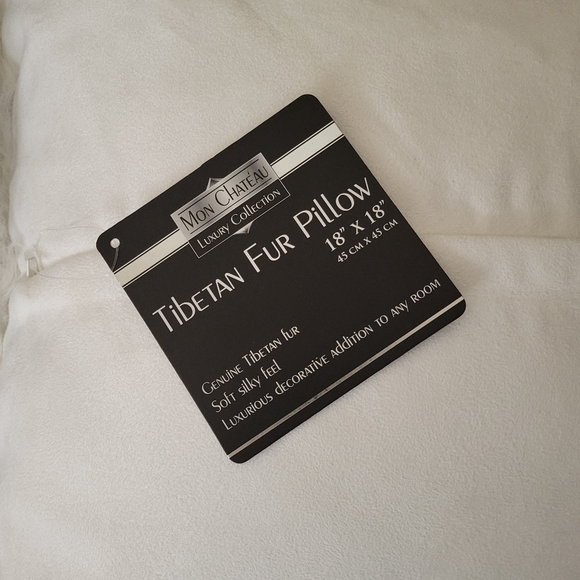 Mon Chateau
Luxury Collection
Tibetan Fur Pillow
18" x 18"
45 cm x 45 cm
Genuine Tibetan fur
Soft silky feel
Luxurious decorative addition to any room